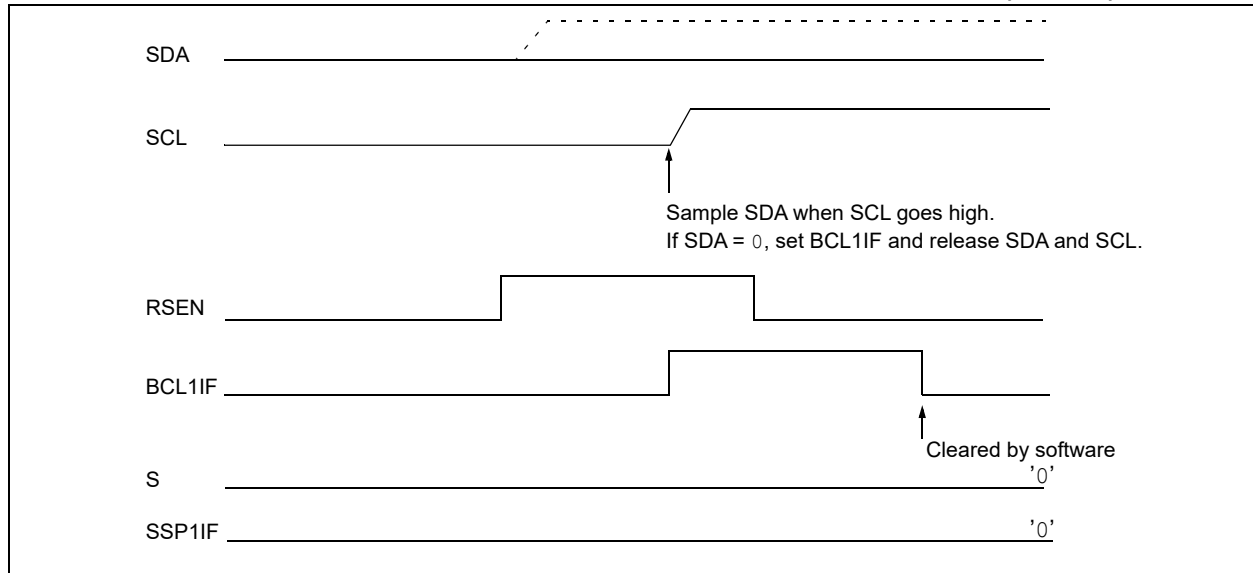 SDA
SCL
Sample SDA when SCL goes high.
If SDA = 0, set BCL1IF and release SDA and SCL.
RSEN
BCL1IF
Cleared by software
S '0'
SSP1IF '0'